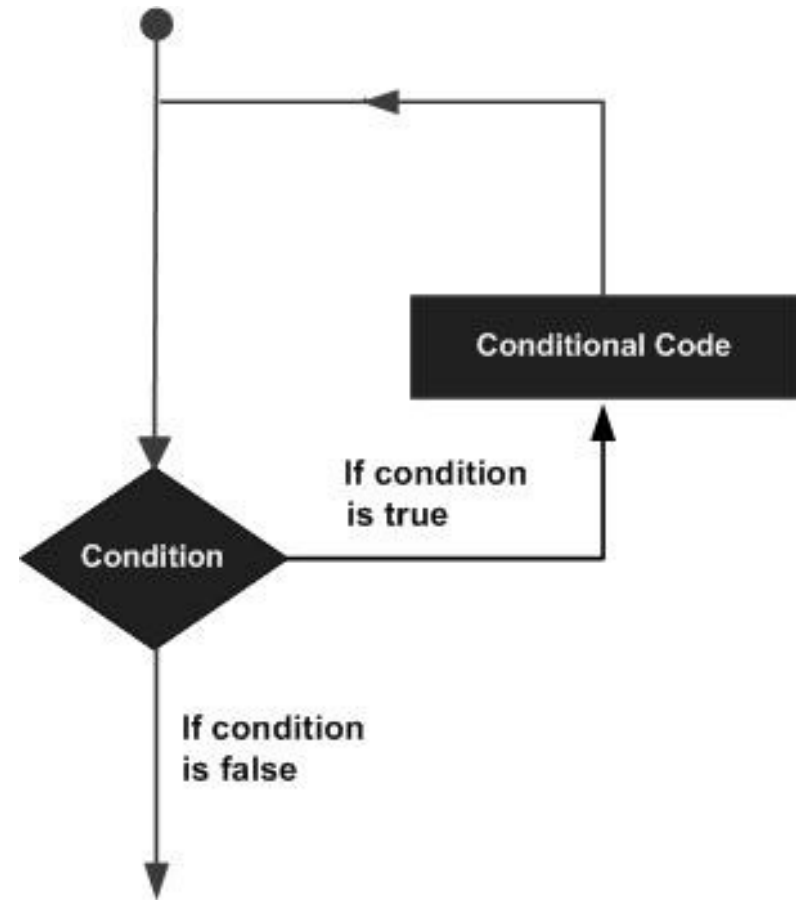 Conditional Code
If condition
is true
Condition
If condition
is false